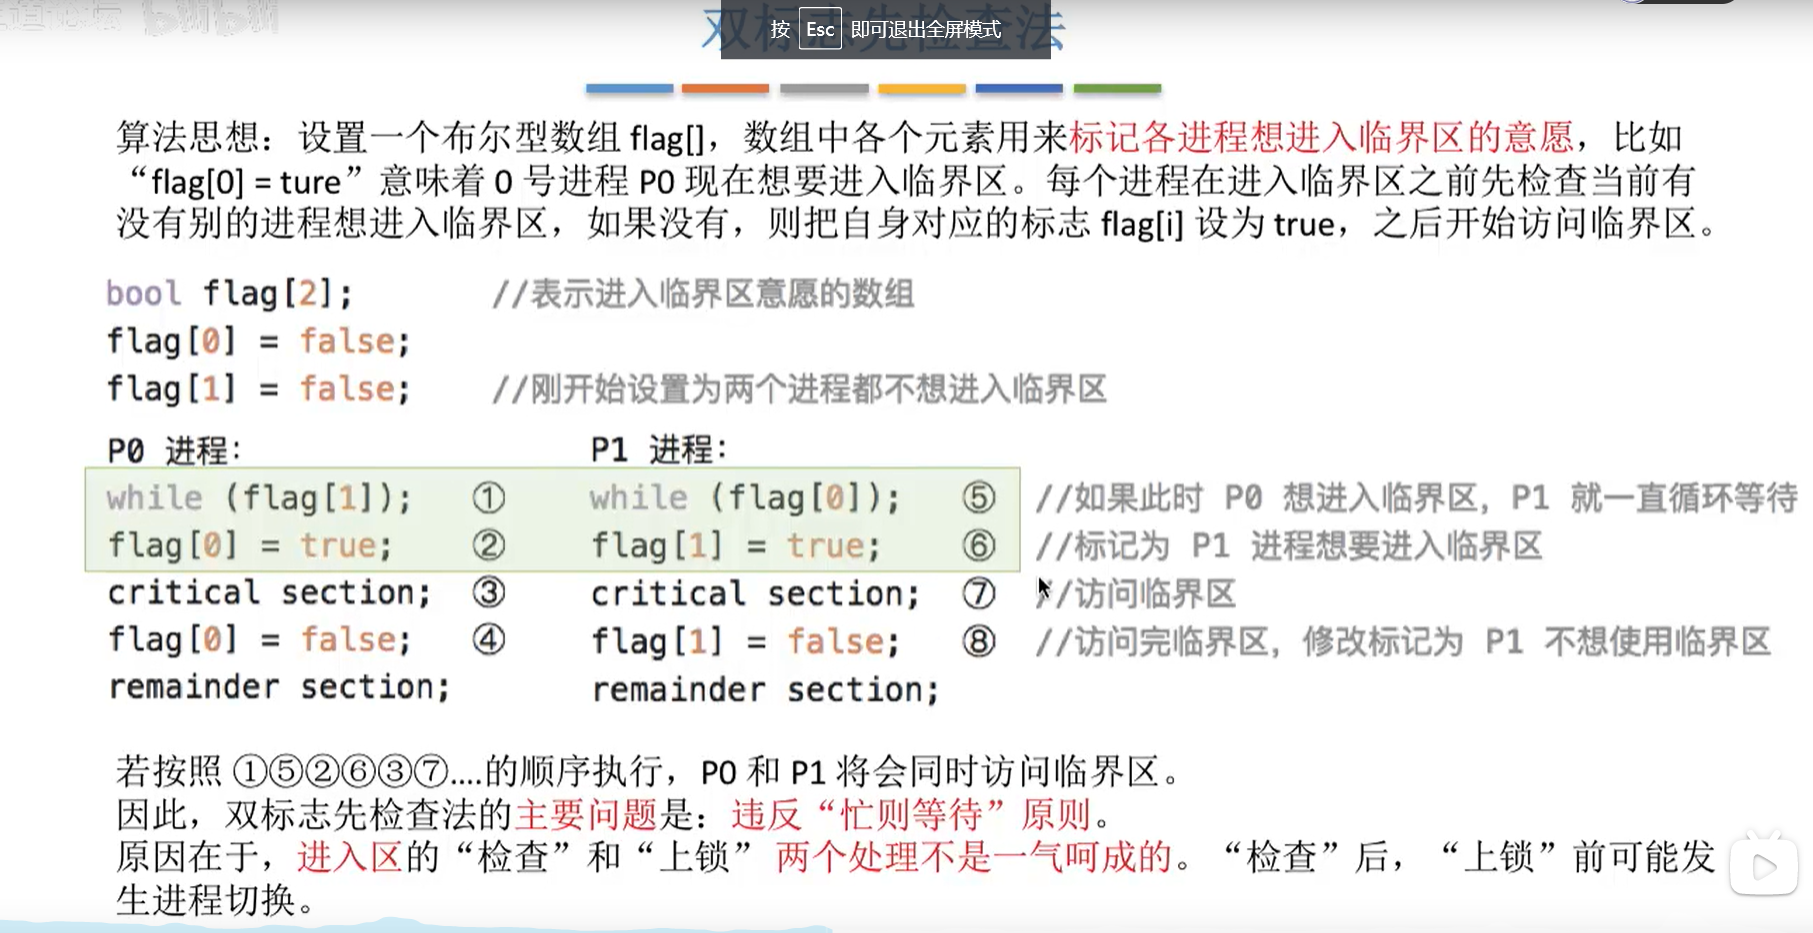 道论坛 bilibili
双标志先检查法
按 Esc 即可退出全屏模式
算法思想：设置一个布尔型数组 flag[]，数组中各个元素用来标记各进程想进入临界区的意愿，比如
“flag[0] = ture”意味着 0 号进程 P0 现在想要进入临界区。每个进程在进入临界区之前先检查当前有
没有别的进程想进入临界区，如果没有，则把自身对应的标志 flag[i] 设为 true，之后开始访问临界区。
bool flag[2]; //表示进入临界区意愿的数组
flag[0] = false;
flag[1] = false; //刚开始设置为两个进程都不想进入临界区
P0 进程： P1 进程：
while (flag[1]); ① while (flag[0]); ⑤ //如果此时 P0 想进入临界区，P1 就一直循环等待
flag[0] = true; ② flag[1] = true; ⑥ //标记为 P1 进程想要进入临界区
critical section; ③ critical section; ⑦ //访问临界区
flag[0] = false; ④ flag[1] = false; ⑧ //访问完临界区，修改标记为 P1 不想使用临界区
remainder section; remainder section;
若按照 ①⑤②⑥③⑦....的顺序执行，P0 和 P1 将会同时访问临界区。
因此，双标志先检查法的主要问题是：违反“忙则等待”原则。
原因在于，进入区的“检查”和“上锁” 两个处理不是一气呵成的。“检查”后，“上锁”前可能发
生进程切换。